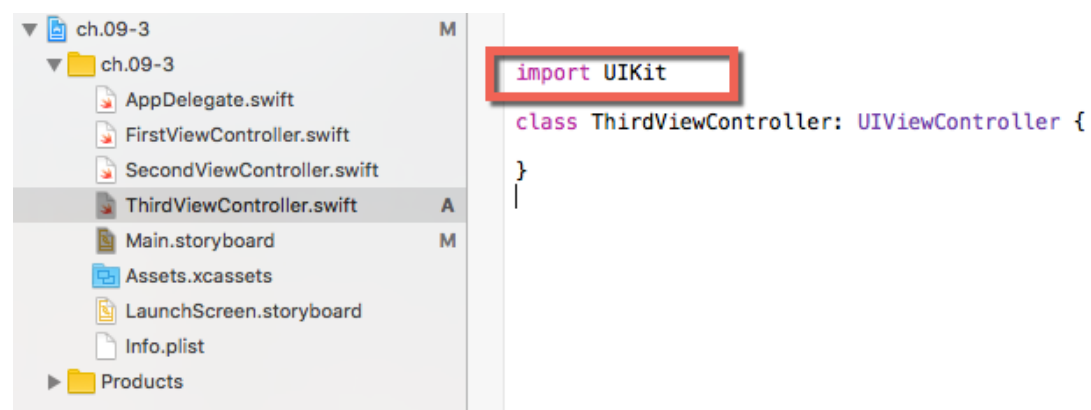 ch.09-3 M
ch.09-3
AppDelegate.swift
FirstViewController.swift
SecondViewController.swift
ThirdViewController.swift A
Main.storyboard M
Assets.xcassets
LaunchScreen.storyboard
Info.plist
Products
import UIKit
class ThirdViewController: UIViewController {
}